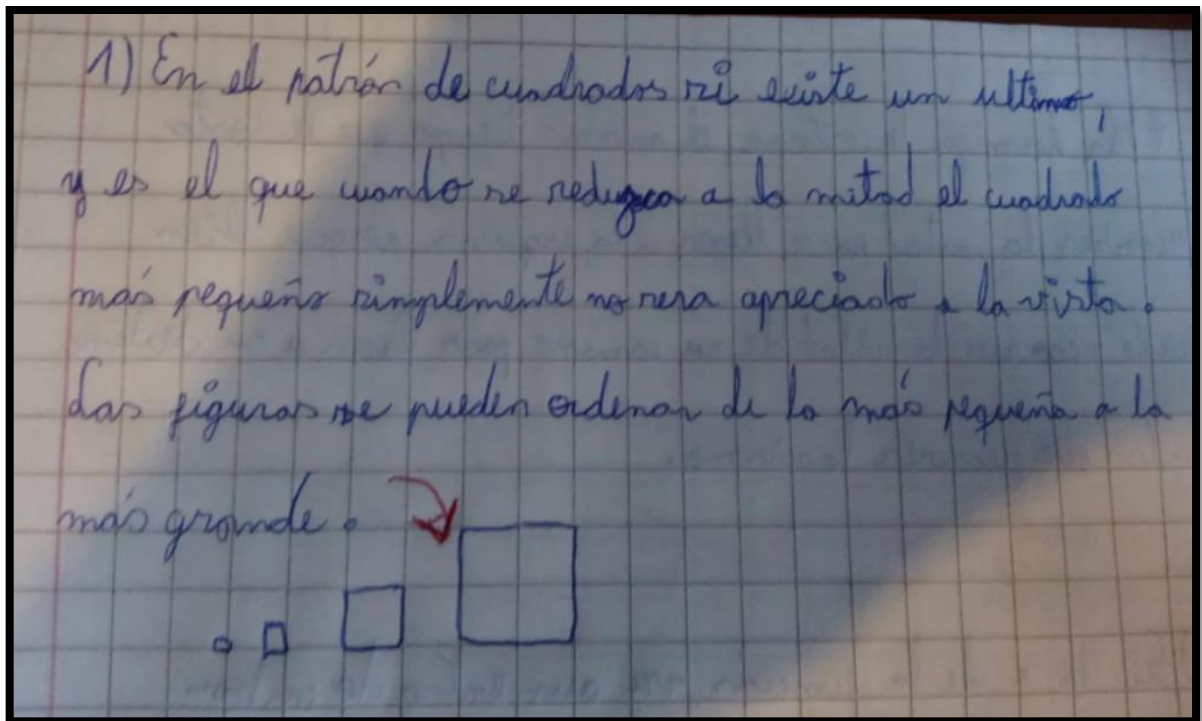 1) En el patrón de cuadrados si existe un ultimo,
y es el que cuando se reduzca a la mitad el cuadrado
más pequeño simplemente no sera apreciado a la vista.
Las figuras se pueden ordenar de la más pequeña a la
más grande.